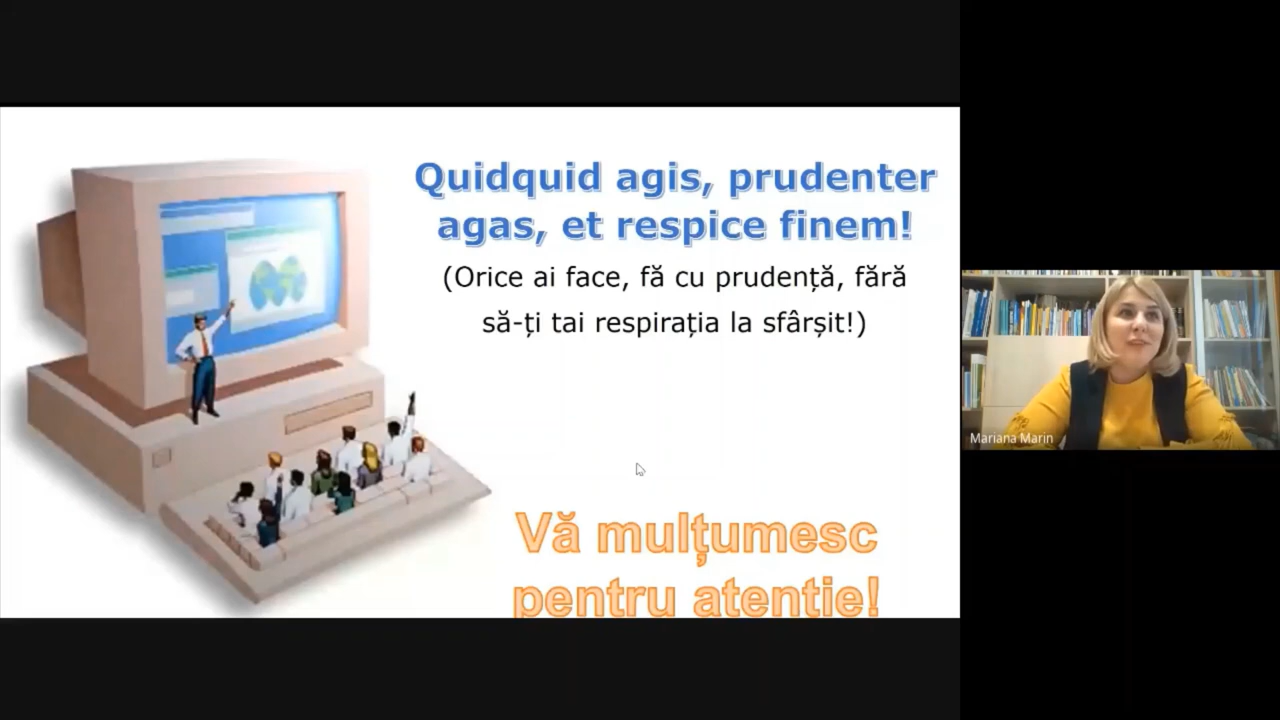 Quidquid agis, prudenter
agas, et respice finem!
(Orice ai face, fă cu prudență, fără
să-ți tai respirația la sfârșit!)
Vă mulțumesc
pentru atenție!
Mariana Marin